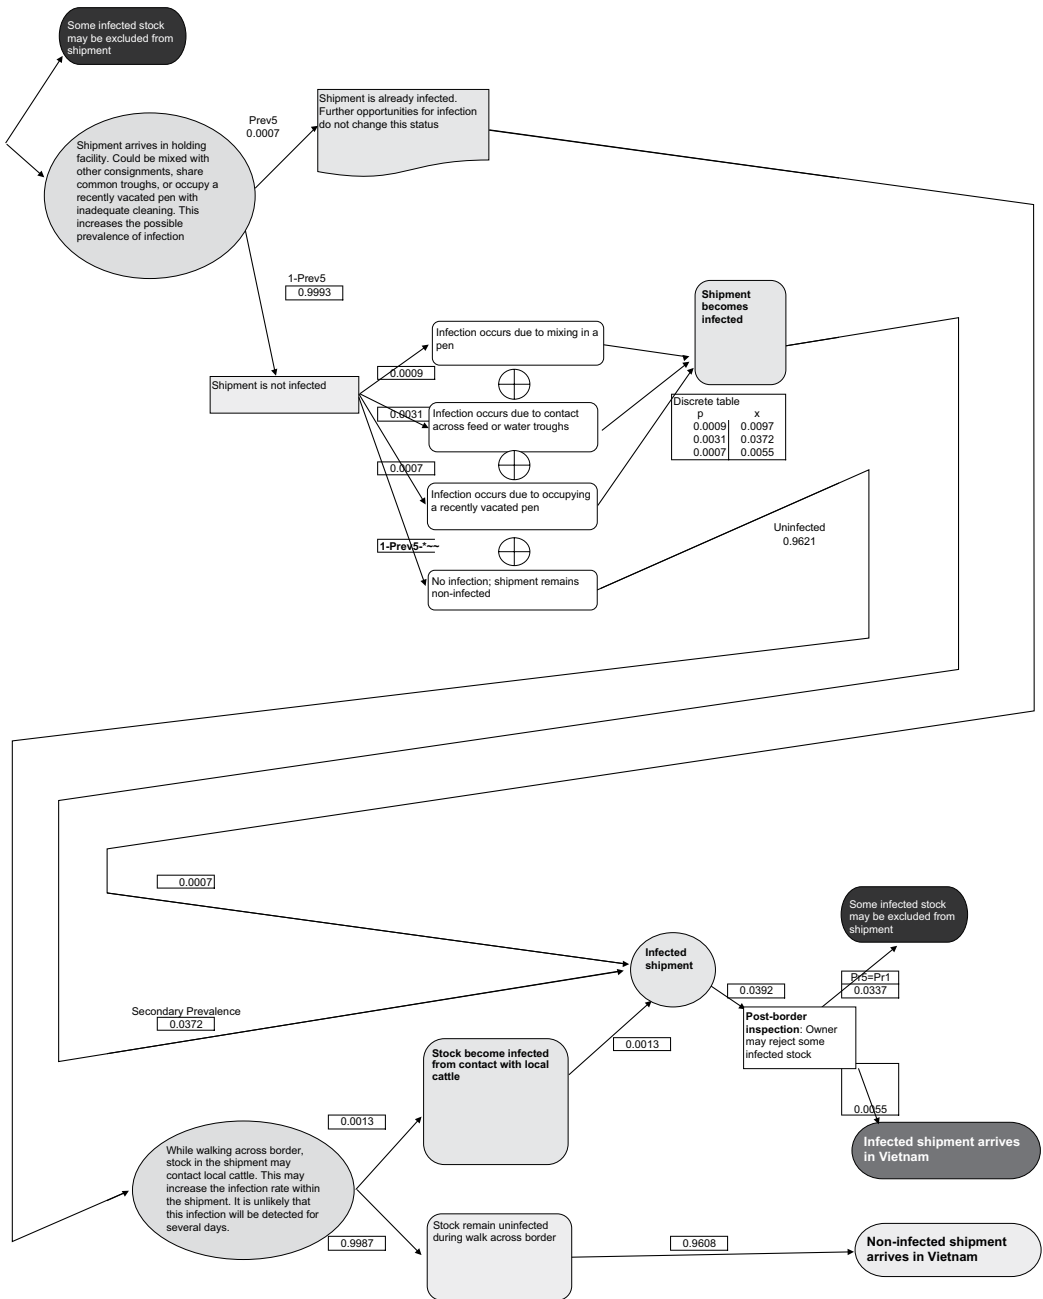 Some infected stock
may be excluded from
shipment
Shipment arrives in holding
facility. Could be mixed with
other consignments, share
common troughs, or occupy a
recently vacated pen with
inadequate cleaning. This
increases the possible
prevalence of infection
Prev5
0.0007
Shipment is already infected.
Further opportunities for infection
do not change this status
1-Prev5
0.9993
Shipment is not infected
0.0009
0.0031
0.0007
1-Prev5-*~~
Infection occurs due to mixing in a
pen
Infection occurs due to contact
across feed or water troughs
Infection occurs due to occupying
a recently vacated pen
No infection; shipment remains
non-infected
Shipment
becomes
infected
Discrete table
p x
0.0009 0.0097
0.0031 0.0372
0.0007 0.0055
Uninfected
0.9621
0.0007
Secondary Prevalence
0.0372
Infected
shipment
0.0392
Some infected stock
may be excluded from
shipment
Pr5=Pr1
0.0337
Post-border
inspection: Owner
may reject some
infected stock
0.0055
Infected shipment arrives
in Vietnam
Stock become infected
from contact with local
cattle
0.0013
0.0013
While walking across border,
stock in the shipment may
contact local cattle. This may
increase the infection rate within
the shipment. It is unlikely that
this infection will be detected for
several days.
0.9987
Stock remain uninfected
during walk across border
0.9608
Non-infected shipment
arrives in Vietnam